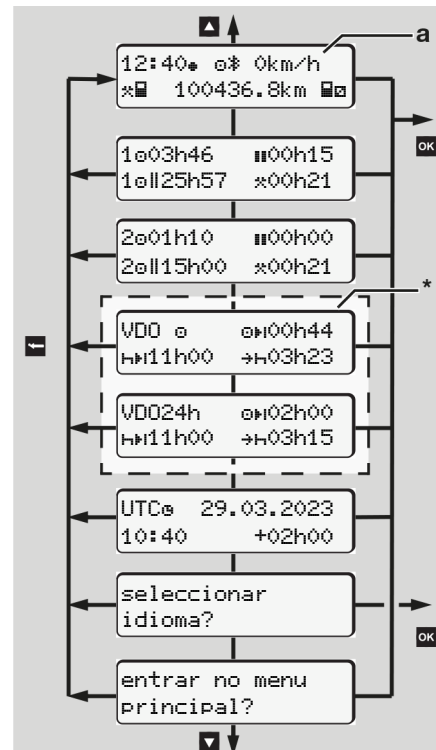 a
12:40● ⊙ᛒ 0km/h
100436.8km
OK
1⊙03h46 ▮▮00h15
1⊙‖25h57 ⚒00h21
2⊙01h10 ▮▮00h00
2⊙‖15h00 ⚒00h21
*
VDO ⊙ ⊙▶|00h44
▶|11h00 →03h23
VDO24h ⊙▶|02h00
▶|11h00 →03h15
UTC 29.03.2023
10:40 +02h00
seleccionar
idioma?
OK
entrar no menu
principal?